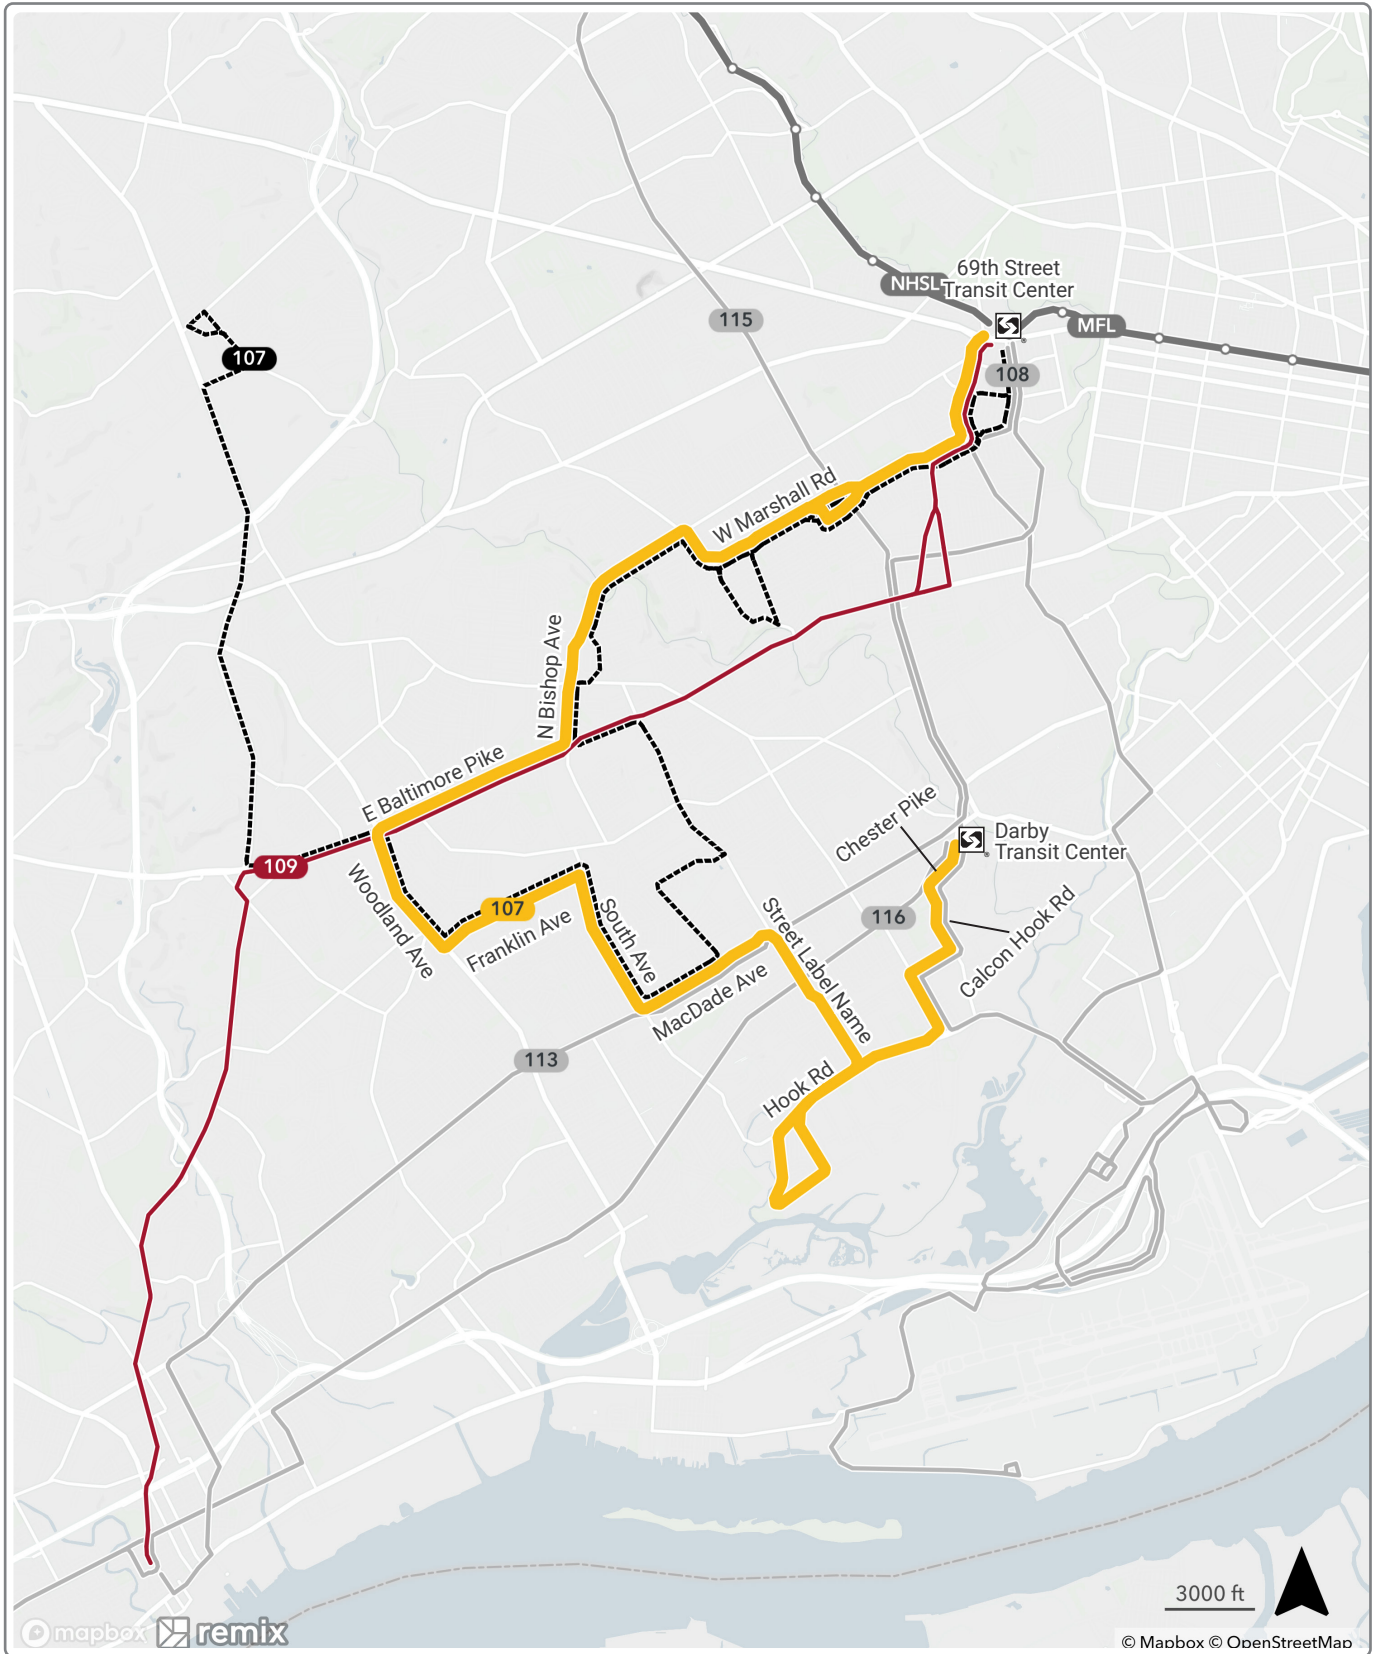 69th Street
Transit Center
NHSL
MFL
115
107
108
W Marshall Rd
N Bishop Ave
E Baltimore Pike
109
Woodland Ave
107
Franklin Ave
South Ave
MacDade Ave
Street Label Name
Chester Pike
Darby
Transit Center
116
Calcon Hook Rd
113
Hook Rd
3000 ft
mapbox
remix
© Mapbox © OpenStreetMap